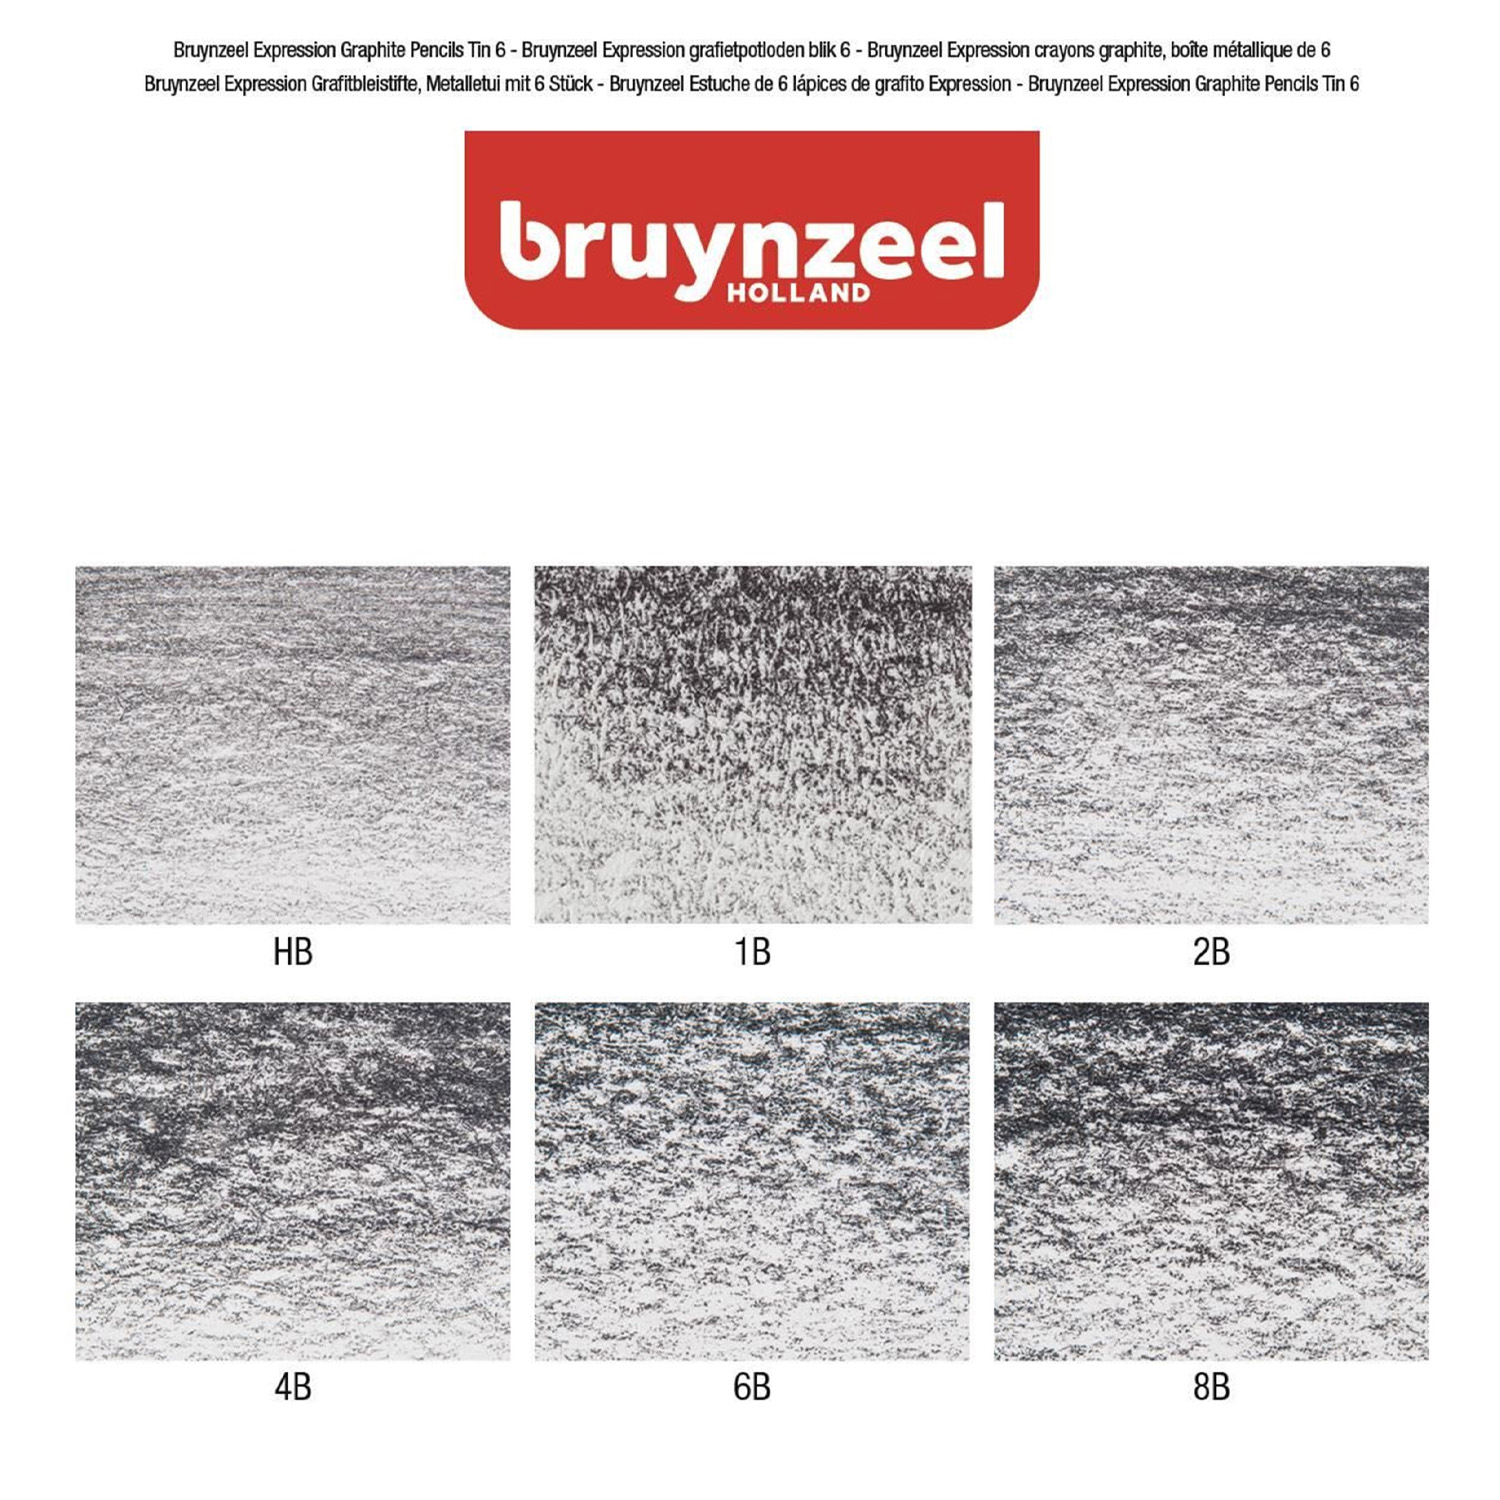 Bruynzeel Expression Graphite Pencils Tin 6 - Bruynzeel Expression grafietpotloden blik 6 - Bruynzeel Expression crayons graphite, boîte métallique de 6
Bruynzeel Expression Grafitbleistifte, Metalletui mit 6 Stück - Bruynzeel Estuche de 6 lápices de grafito Expression - Bruynzeel Expression Graphite Pencils Tin 6
bruynzeel
HOLLAND
HB
1B
2B
4B
6B
8B